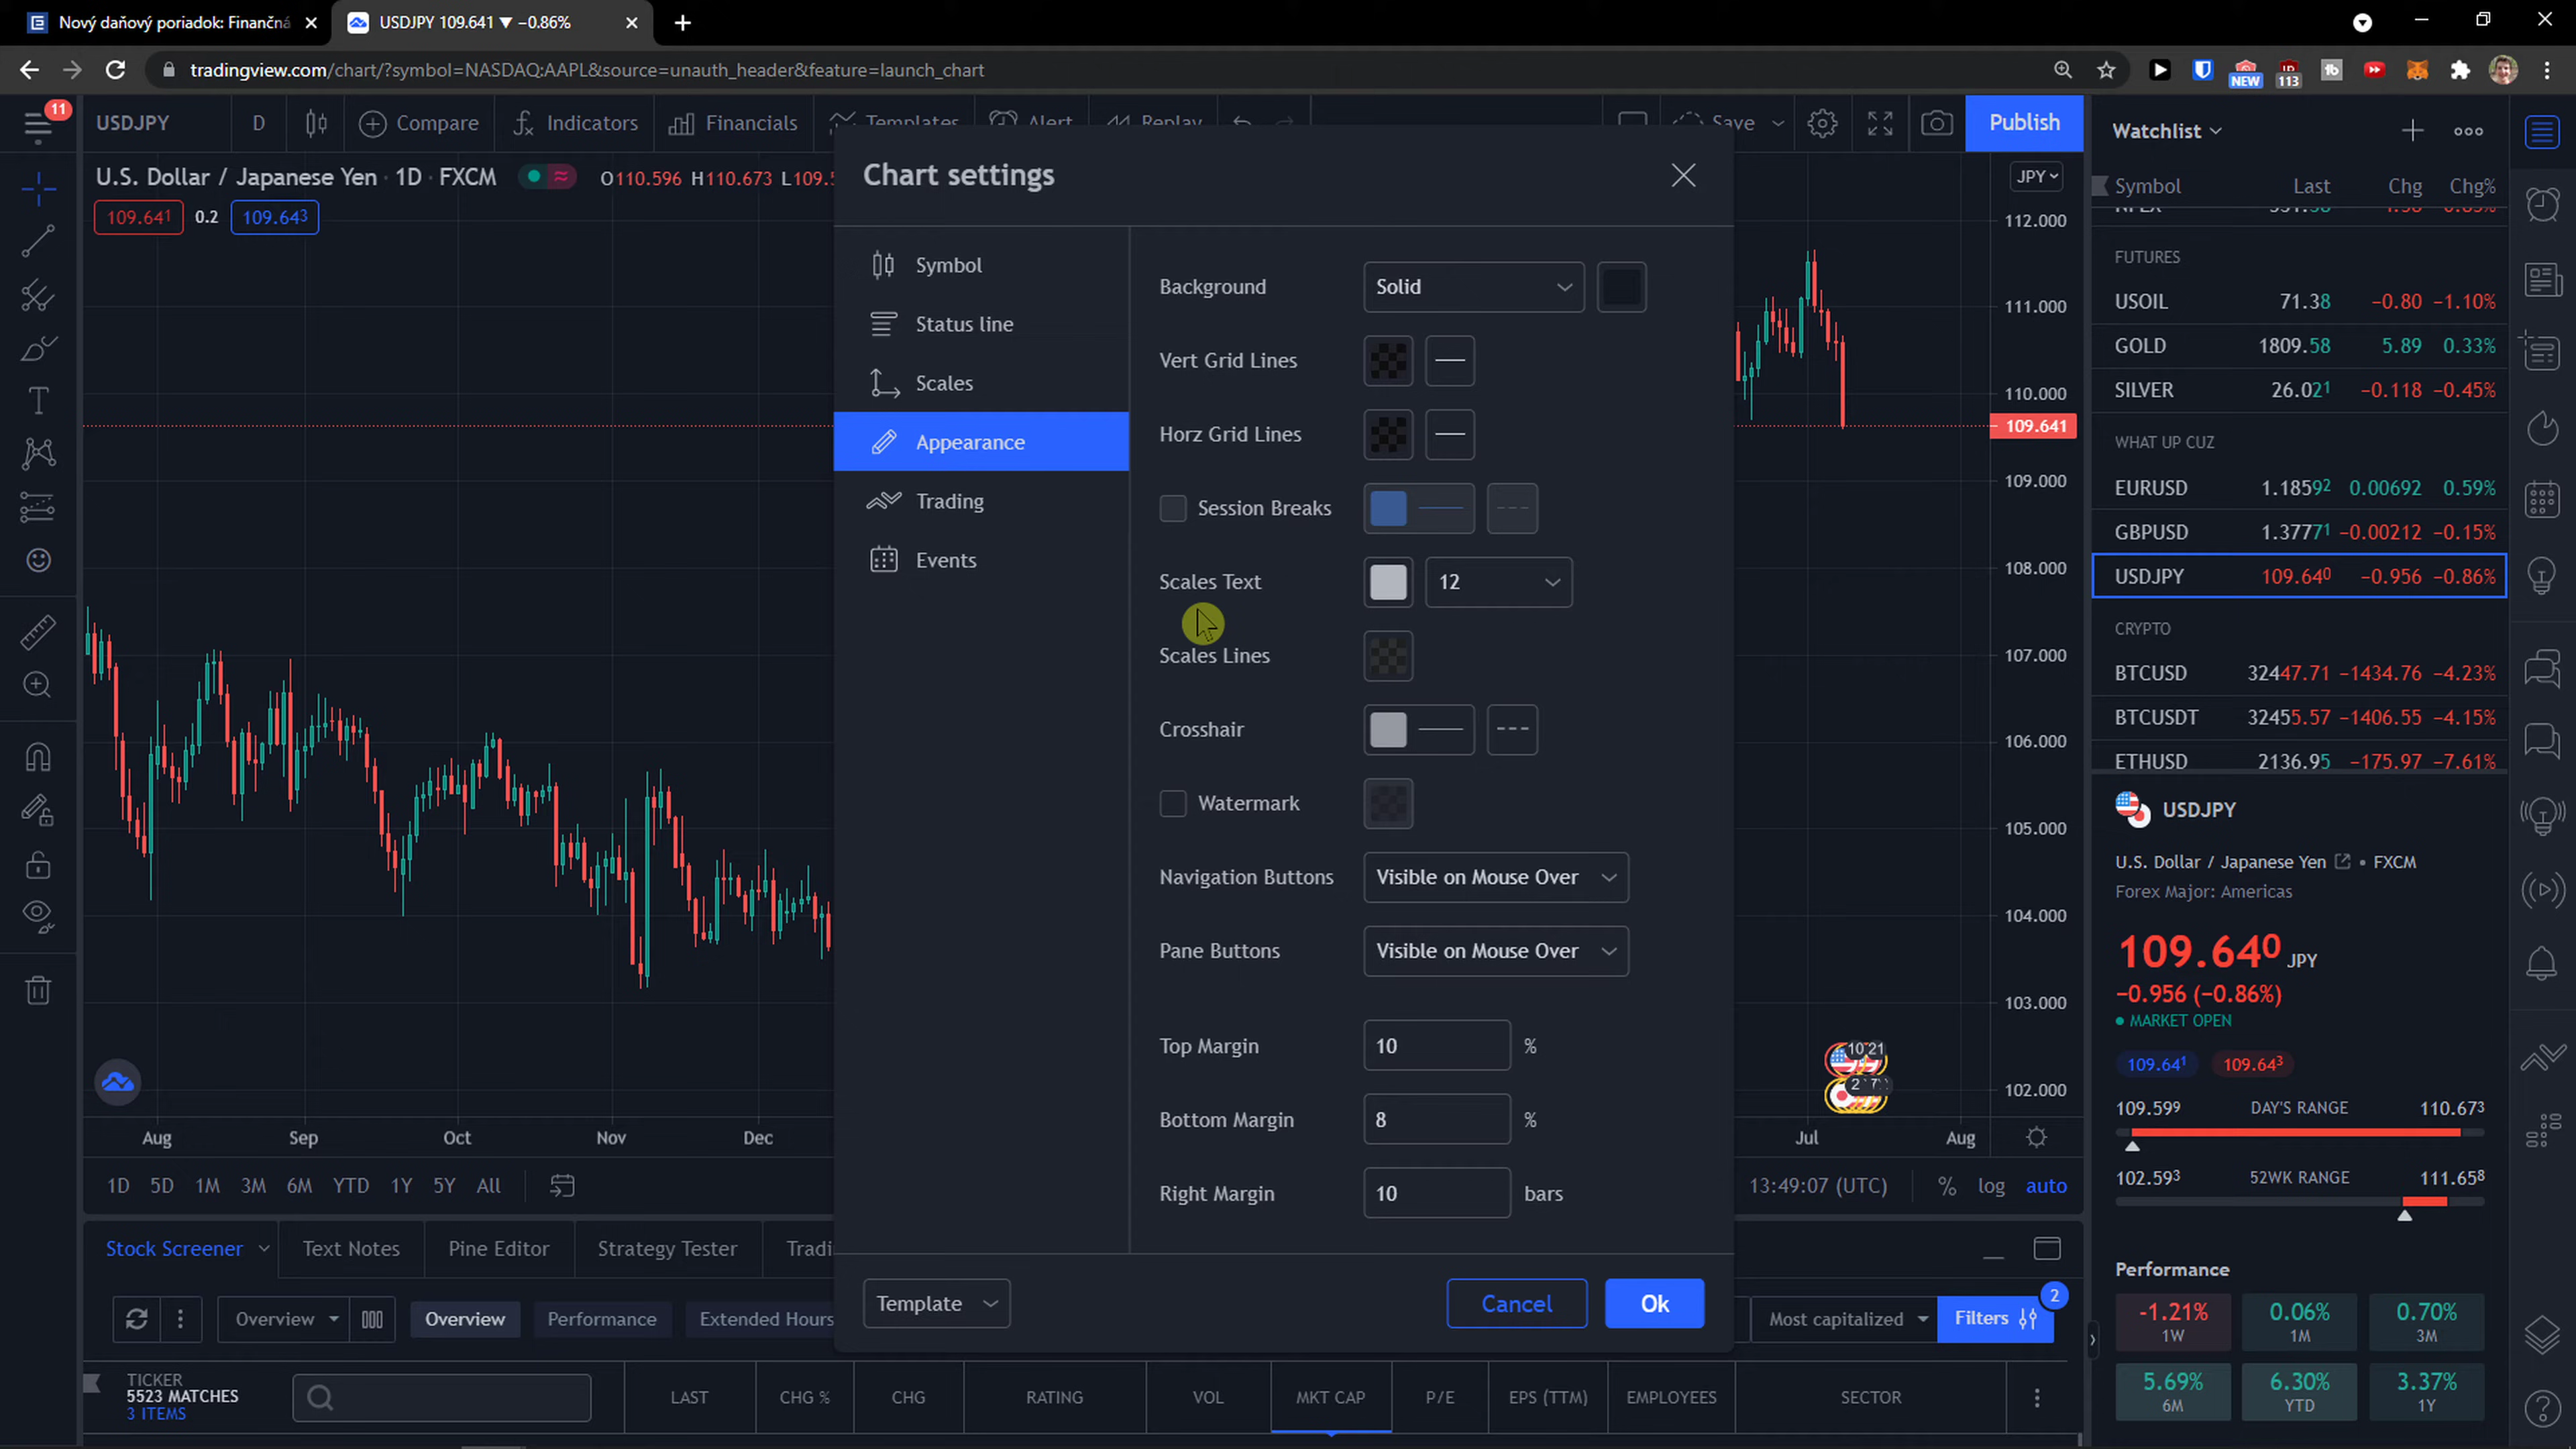 Nový daňový poriadok: Finančná
USDJPY 109.641 ▼ −0.86%
tradingview.com/chart/?symbol=NASDAQ:AAPL&source=unauth_header&feature=launch_chart
NEW
113
11
USDJPY
D
Compare
Indicators
Financials
Templates
Alert
Replay
Save
Publish
U.S. Dollar / Japanese Yen · 1D · FXCM
O110.596 H110.673
109.641
0.2
109.643
JPY
112.000
111.000
110.000
109.641
109.000
108.000
107.000
106.000
105.000
104.000
103.000
102.000
Chart settings
Symbol
Status line
Scales
Appearance
Trading
Events
Background
Solid
Vert Grid Lines
Horz Grid Lines
Session Breaks
Scales Text
12
Scales Lines
Crosshair
Watermark
Navigation Buttons
Visible on Mouse Over
Pane Buttons
Visible on Mouse Over
Top Margin
10
%
Bottom Margin
8
%
Right Margin
10
bars
Template
Cancel
Ok
Aug
Sep
Oct
Nov
Dec
Jul
Aug
1D 5D 1M 3M 6M YTD 1Y 5Y All
13:49:07 (UTC)
%
log
auto
Stock Screener
Text Notes
Pine Editor
Strategy Tester
Overview
Overview
Performance
Extended Hours
Most capitalized
Filters
2
TICKER
5523 MATCHES
3 ITEMS
LAST
CHG %
CHG
RATING
VOL
MKT CAP
P/E
EPS (TTM)
EMPLOYEES
SECTOR
Watchlist
Symbol Last Chg Chg%
FUTURES
USOIL 71.38 −0.80 −1.10%
GOLD 1809.58 5.89 0.33%
SILVER 26.021 −0.118 −0.45%
WHAT UP CUZ
EURUSD 1.18592 0.00692 0.59%
GBPUSD 1.37771 −0.00212 −0.15%
USDJPY 109.640 −0.956 −0.86%
CRYPTO
BTCUSD 32447.71 −1434.76 −4.23%
BTCUSDT 32455.57 −1406.55 −4.15%
ETHUSD 2136.95 −175.97 −7.61%
USDJPY
U.S. Dollar / Japanese Yen • FXCM
Forex Major: Americas
109.640 JPY
−0.956 (−0.86%)
MARKET OPEN
109.641
109.643
109.599 DAY'S RANGE 110.673
102.593 52WK RANGE 111.658
Performance
-1.21%
1W
0.06%
1M
0.70%
3M
5.69%
6M
6.30%
YTD
3.37%
1Y